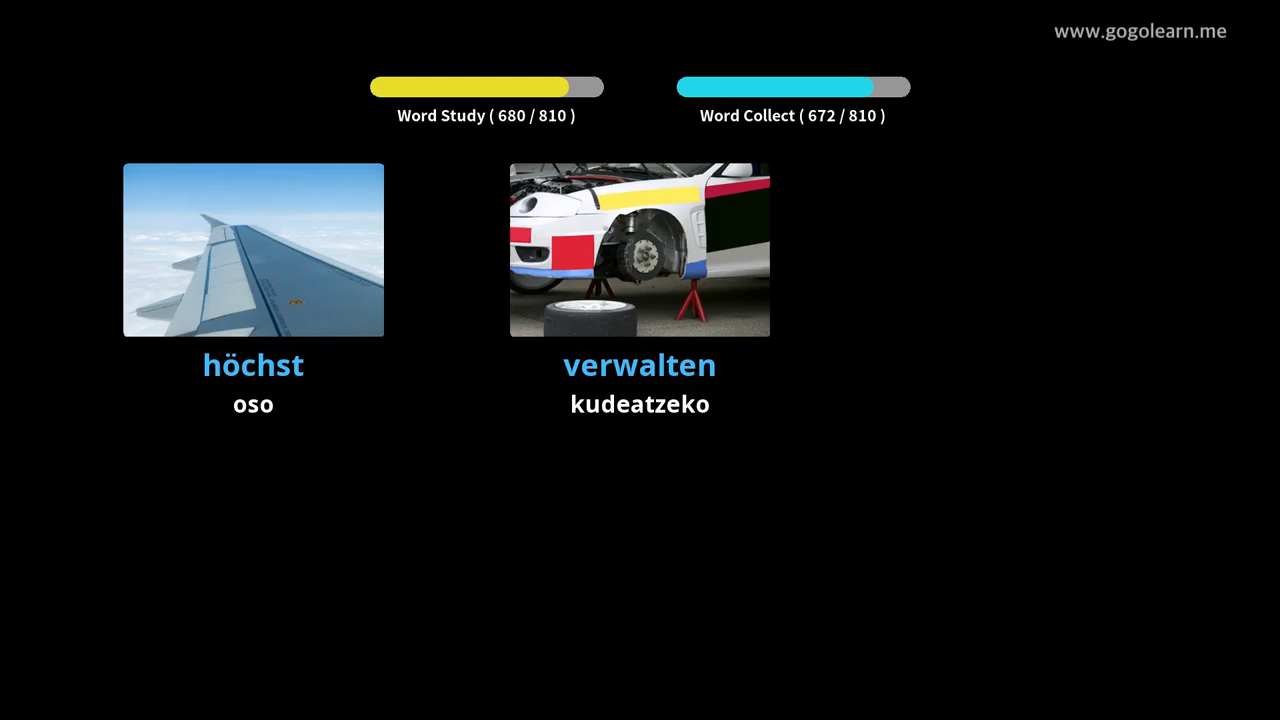 www.gogolearn.me
Word Study ( 680 / 810 )
Word Collect ( 672 / 810 )
höchst
oso
verwalten
kudeatzeko